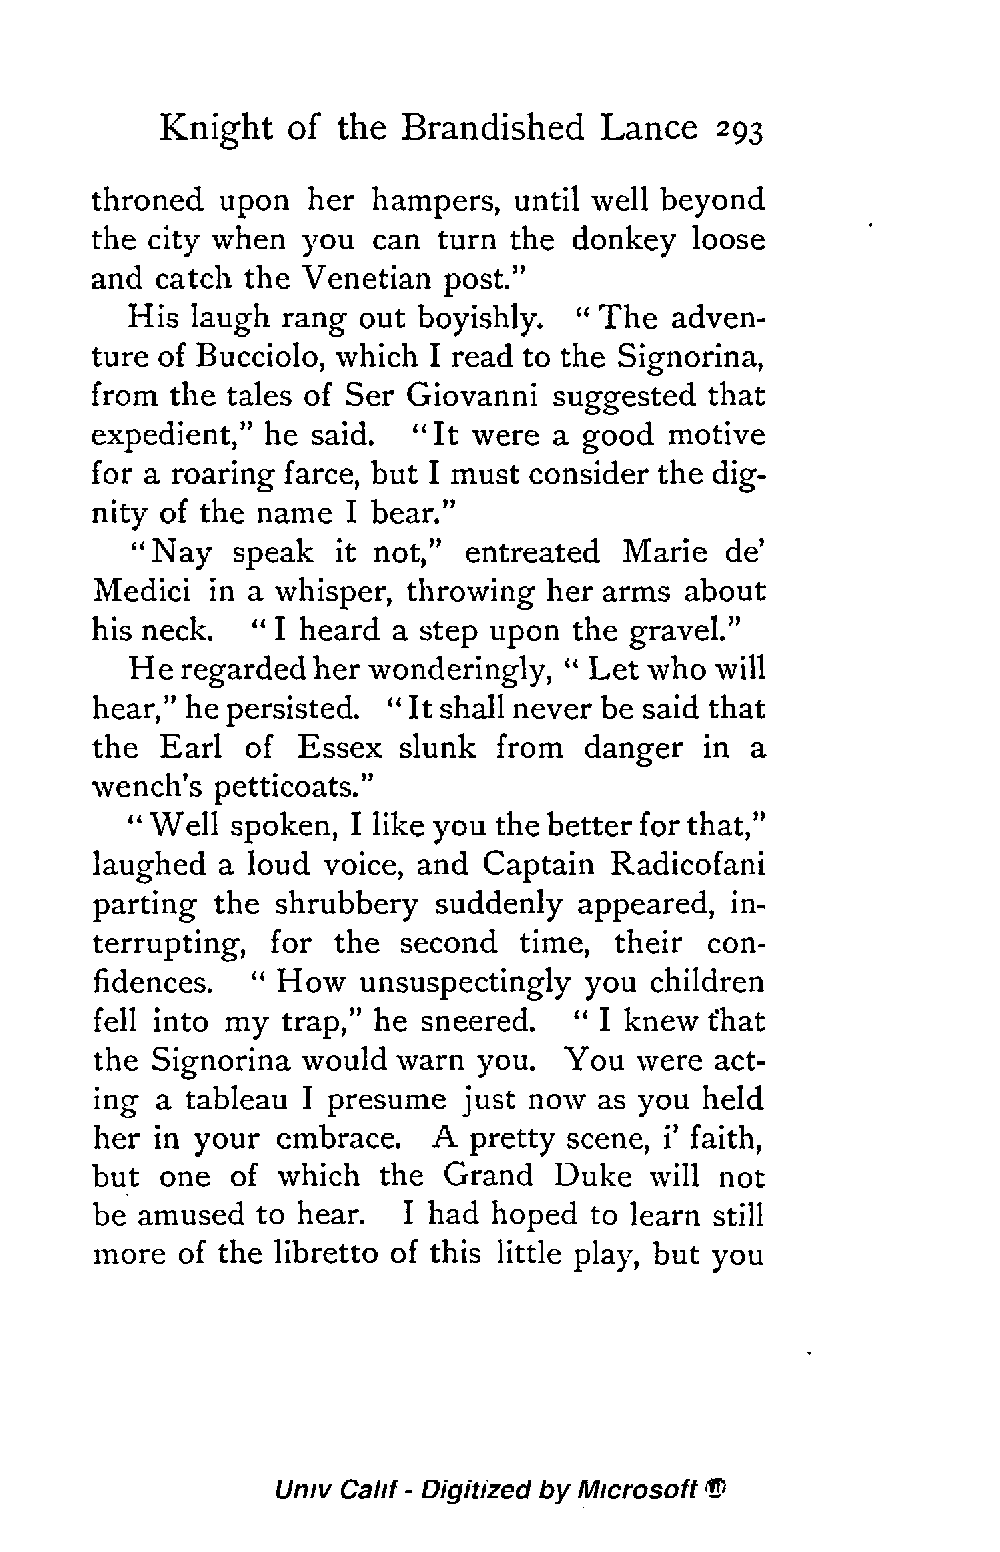 Knight of the Brandished Lance 293
throned upon her hampers, until well beyond
the city when you can turn the donkey loose
and catch the Venetian post."
His laugh rang out boyishly. "The adven-
ture of Bucciolo, which I read to the Signorina,
from the tales of Ser Giovanni suggested that
expedient," he said. "It were a good motive
for a roaring farce, but I must consider the dig-
nity of the name I bear."
"Nay speak it not," entreated Marie de'
Medici in a whisper, throwing her arms about
his neck. "I heard a step upon the gravel."
He regarded her wonderingly, "Let who will
hear," he persisted. "It shall never be said that
the Earl of Essex slunk from danger in a
wench's petticoats."
"Well spoken, I like you the better for that,"
laughed a loud voice, and Captain Radicofani
parting the shrubbery suddenly appeared, in-
terrupting, for the second time, their con-
fidences. "How unsuspectingly you children
fell into my trap," he sneered. "I knew that
the Signorina would warn you. You were act-
ing a tableau I presume just now as you held
her in your embrace. A pretty scene, i' faith,
but one of which the Grand Duke will not
be amused to hear. I had hoped to learn still
more of the libretto of this little play, but you
Univ Calif - Digitized by Microsoft ®